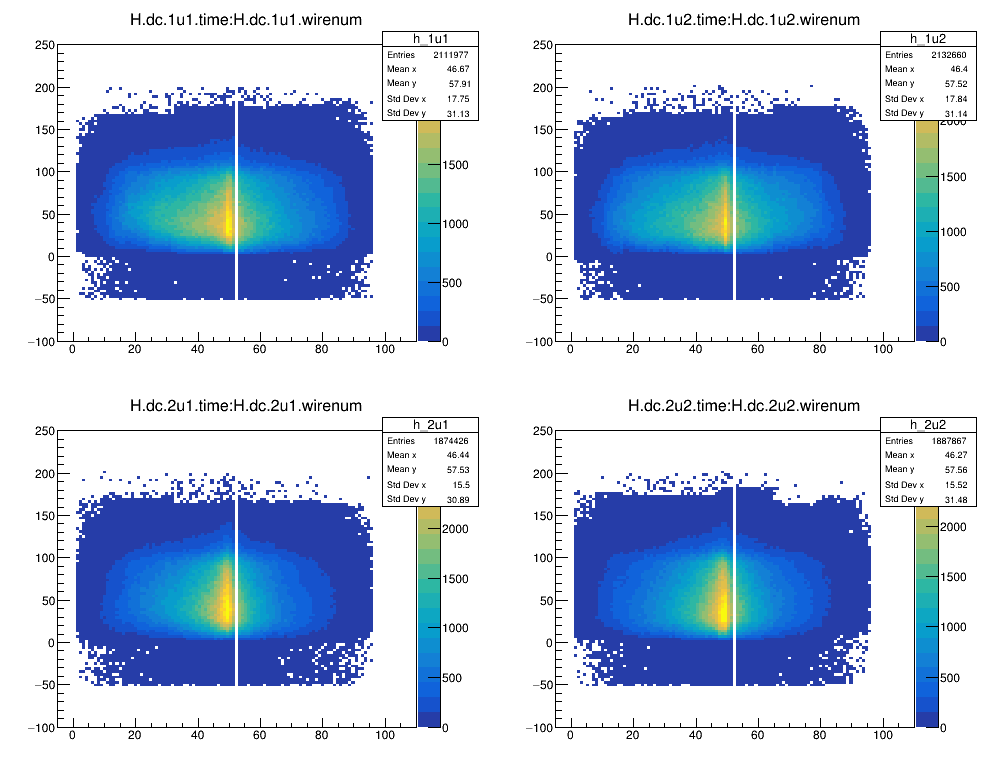 H.dc.1u1.time:H.dc.1u1.wirenum
h_1u1
Entries 2111977
Mean x 46.67
Mean y 57.91
Std Dev x 17.75
Std Dev y 31.13
250
200
150
100
50
0
−50
−100
0 20 40 60 80 100
1500
1000
500
0
H.dc.1u2.time:H.dc.1u2.wirenum
h_1u2
Entries 2132660
Mean x 46.4
Mean y 57.52
Std Dev x 17.84
Std Dev y 31.14
250
200
150
100
50
0
−50
−100
0 20 40 60 80 100
2000
1500
1000
500
0
H.dc.2u1.time:H.dc.2u1.wirenum
h_2u1
Entries 1874426
Mean x 46.44
Mean y 57.53
Std Dev x 15.5
Std Dev y 30.89
250
200
150
100
50
0
−50
−100
0 20 40 60 80 100
2000
1500
1000
500
0
H.dc.2u2.time:H.dc.2u2.wirenum
h_2u2
Entries 1887867
Mean x 46.27
Mean y 57.56
Std Dev x 15.52
Std Dev y 31.48
250
200
150
100
50
0
−50
−100
0 20 40 60 80 100
2000
1500
1000
500
0